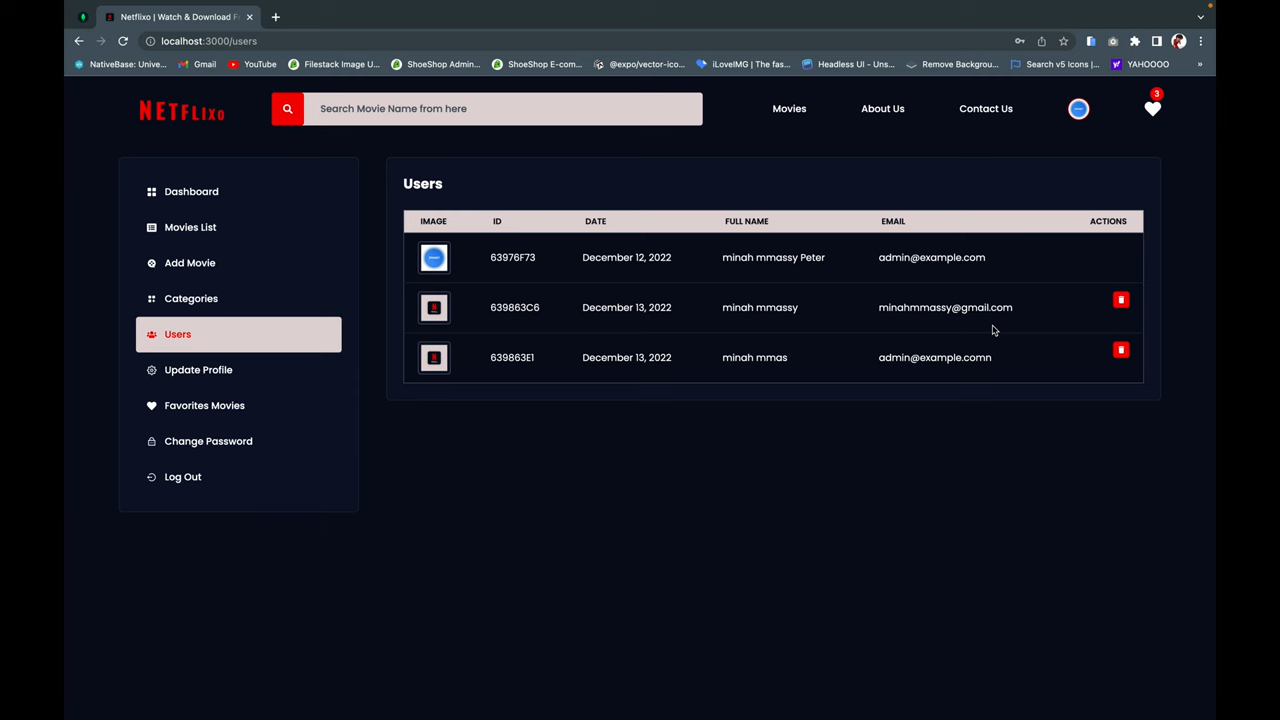 Netflixo | Watch & Download F
localhost:3000/users
NativeBase: Unive...
Gmail
YouTube
Filestack Image U...
ShoeShop Admin,...
ShoeShop E-com...
@expo/vector-ico...
iLoveIMG | The fas...
Headless UI - Uns...
Remove Backgrou...
Search v5 Icons |...
YAHOOOO
»
NETFLIXO
Search Movie Name from here
Movies
About Us
Contact Us
3
Dashboard
Movies List
Add Movie
Categories
Users
Update Profile
Favorites Movies
Change Password
Log Out
Users
IMAGE ID DATE FULL NAME EMAIL ACTIONS
63976F73 December 12, 2022 minah mmassy Peter admin@example.com
639863C6 December 13, 2022 minah mmassy minahmmassy@gmail.com
639863E1 December 13, 2022 minah mmas admin@example.comn